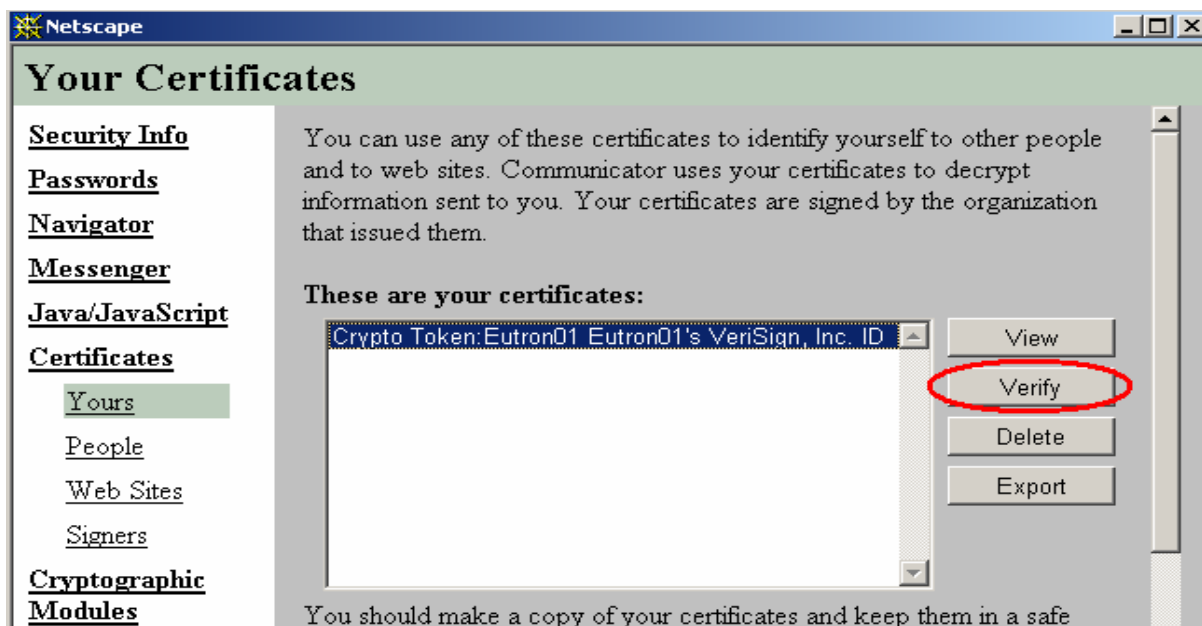 Netscape
Your Certificates
Security Info
Passwords
Navigator
Messenger
Java/JavaScript
Certificates
Yours
People
Web Sites
Signers
Cryptographic
Modules
You can use any of these certificates to identify yourself to other people
and to web sites. Communicator uses your certificates to decrypt
information sent to you. Your certificates are signed by the organization
that issued them.
These are your certificates:
Crypto Token:Eutron01 Eutron01's VeriSign, Inc. ID
View
Verify
Delete
Export
You should make a copy of your certificates and keep them in a safe